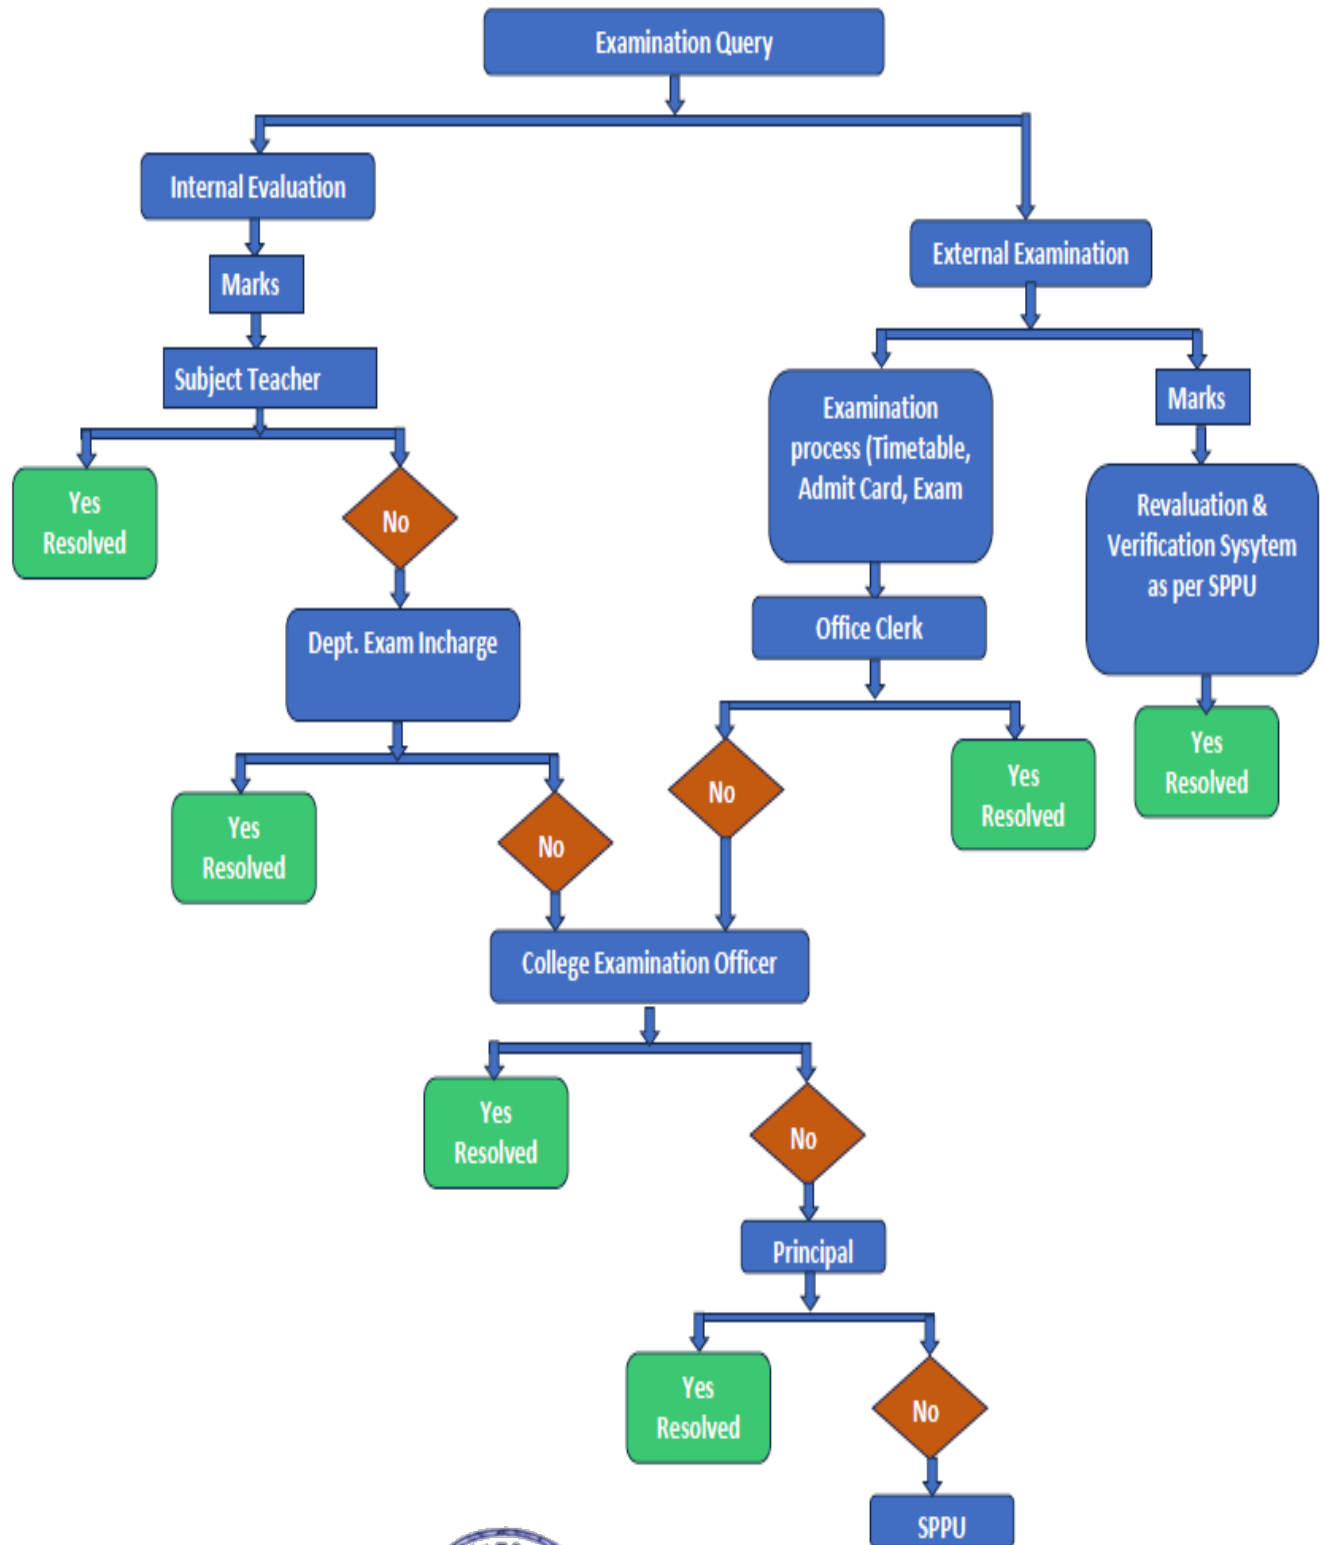 Examination Query
Internal Evaluation
External Examination
Marks
Subject Teacher
Examination
process (Timetable,
Admit Card, Exam
Marks
Revaluation &
Verification Sysytem
as per SPPU
Yes
Resolved
No
Dept. Exam Incharge
Office Clerk
Yes
Resolved
No
No
Yes
Resolved
Yes
Resolved
College Examination Officer
Yes
Resolved
No
Principal
Yes
Resolved
No
SPPU